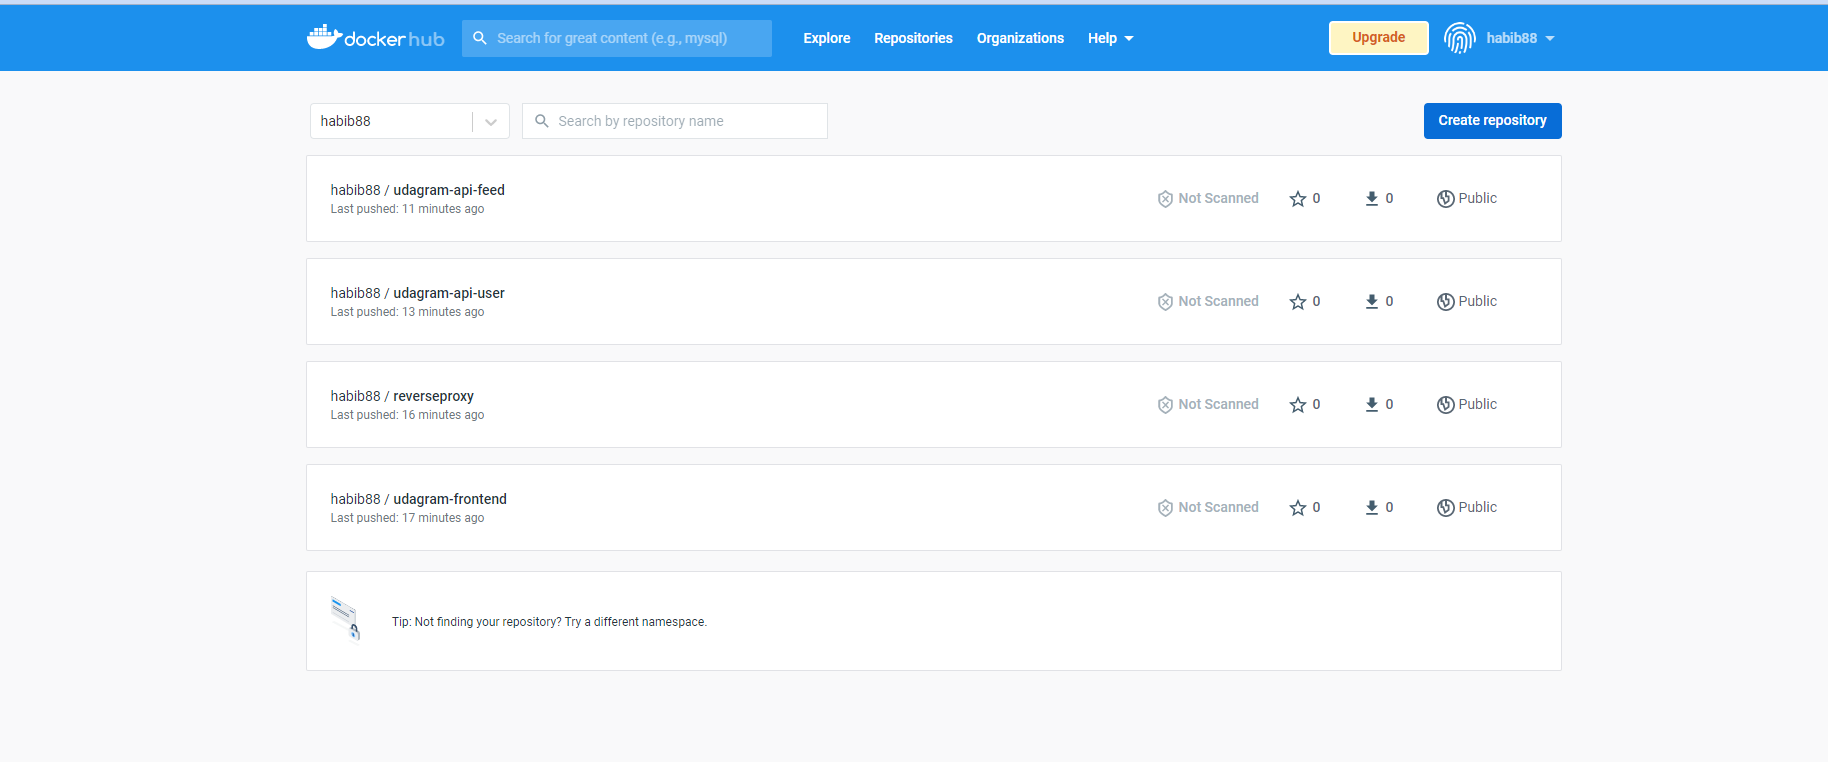 docker hub Search for great content (e.g., mysql) Explore Repositories Organizations Help Upgrade habib88
habib88 Search by repository name Create repository
habib88 / udagram-api-feed
Last pushed: 11 minutes ago
Not Scanned 0 0 Public
habib88 / udagram-api-user
Last pushed: 13 minutes ago
Not Scanned 0 0 Public
habib88 / reverseproxy
Last pushed: 16 minutes ago
Not Scanned 0 0 Public
habib88 / udagram-frontend
Last pushed: 17 minutes ago
Not Scanned 0 0 Public
Tip: Not finding your repository? Try a different namespace.